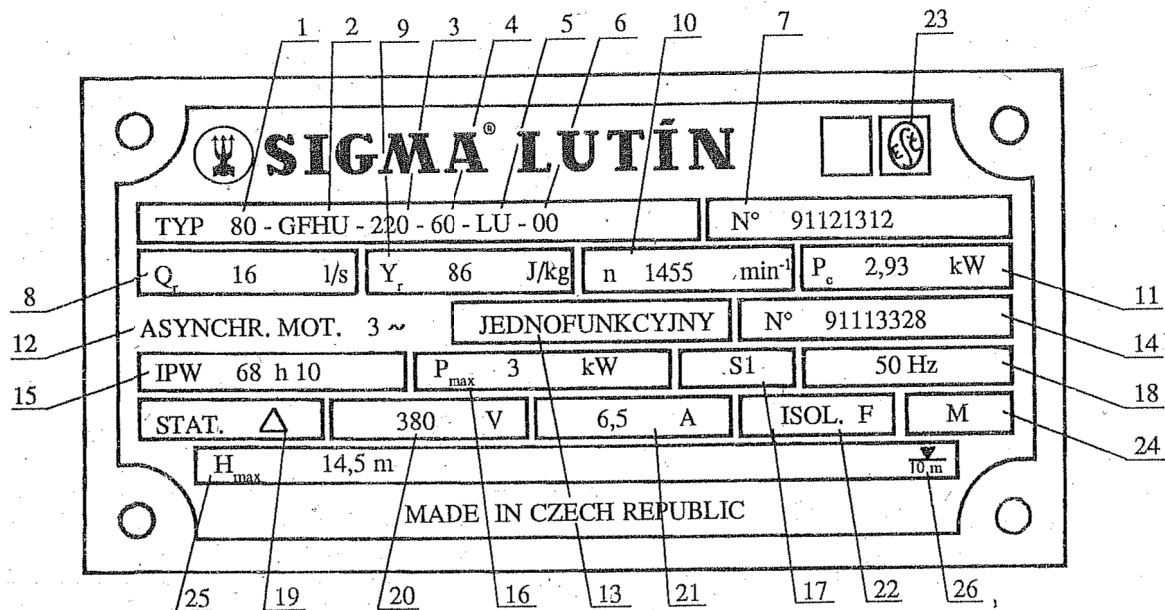 1 2 9 3 4 5 6 10 7 23
SIGMA® LUTÍN
TYP 80 - GFHU - 220 - 60 - LU - 00 N° 91121312
8 Qr 16 l/s Yr 86 J/kg n 1455 min⁻¹ Pc 2,93 kW 11
12 ASYNCHR. MOT. 3 ~ JEDNOFUNKCYJNY N° 91113328 14
15 IPW 68 h 10 Pmax 3 kW S1 50 Hz 18
STAT. △ 380 V 6,5 A ISOL. F M 24
Hmax 14,5 m 10 m
MADE IN CZECH REPUBLIC
25 19 20 16 13 21 17 22 26